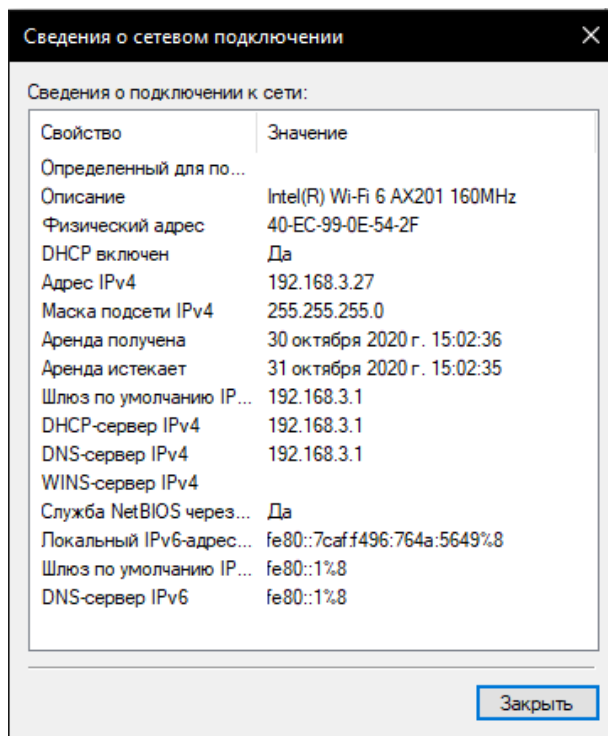 Сведения о сетевом подключении
Сведения о подключении к сети:
Свойство Значение
Определенный для по...
Описание Intel(R) Wi-Fi 6 AX201 160MHz
Физический адрес 40-EC-99-0E-54-2F
DHCP включен Да
Адрес IPv4 192.168.3.27
Маска подсети IPv4 255.255.255.0
Аренда получена 30 октября 2020 г. 15:02:36
Аренда истекает 31 октября 2020 г. 15:02:35
Шлюз по умолчанию IP... 192.168.3.1
DHCP-сервер IPv4 192.168.3.1
DNS-сервер IPv4 192.168.3.1
WINS-сервер IPv4
Служба NetBIOS через... Да
Локальный IPv6-адрес... fe80::7caf:f496:764a:5649%8
Шлюз по умолчанию IP... fe80::1%8
DNS-сервер IPv6 fe80::1%8
Закрыть